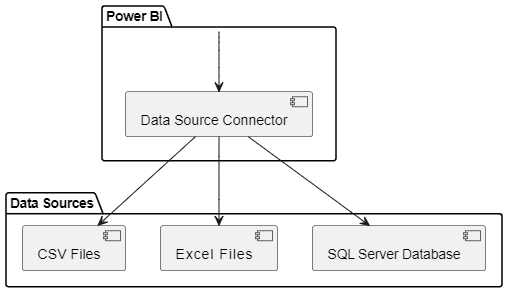 Power BI
Data Source Connector
Data Sources
CSV Files
Excel Files
SQL Server Database